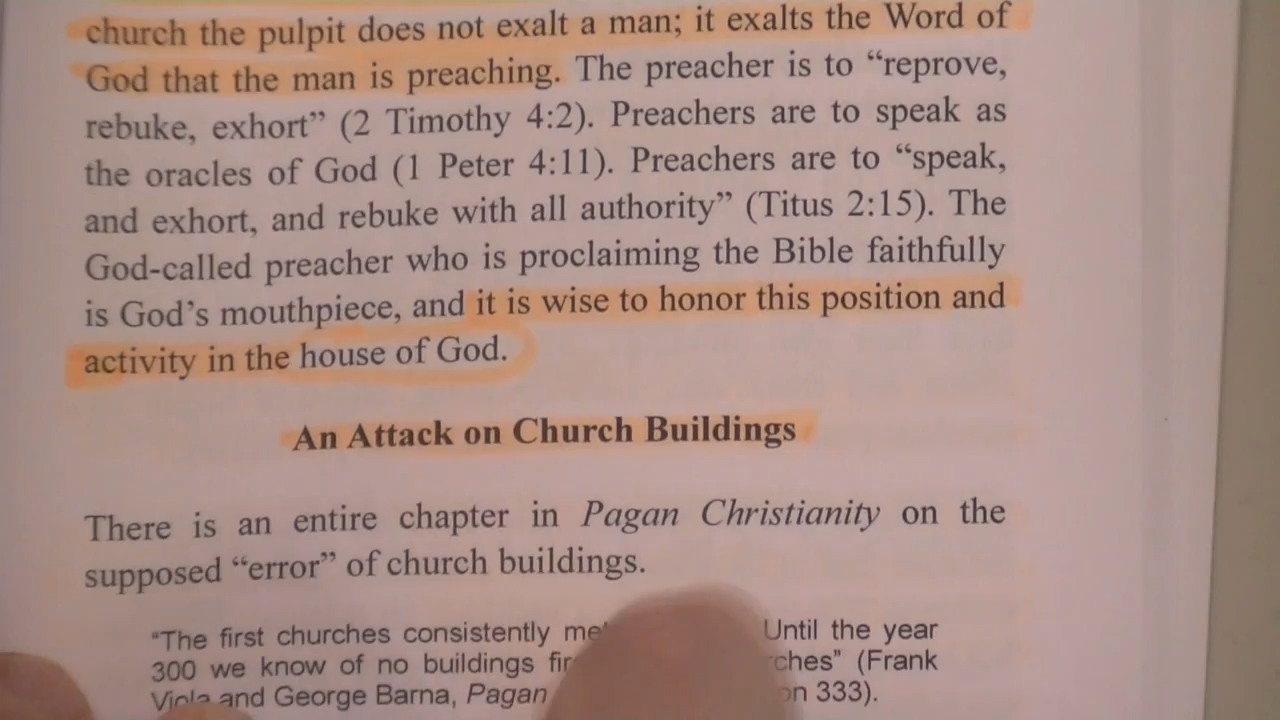 church the pulpit does not exalt a man; it exalts the Word of
God that the man is preaching. The preacher is to “reprove,
rebuke, exhort” (2 Timothy 4:2). Preachers are to speak as
the oracles of God (1 Peter 4:11). Preachers are to “speak,
and exhort, and rebuke with all authority” (Titus 2:15). The
God-called preacher who is proclaiming the Bible faithfully
is God’s mouthpiece, and it is wise to honor this position and
activity in the house of God.
An Attack on Church Buildings
There is an entire chapter in Pagan Christianity on the
supposed “error” of church buildings.
“The first churches consistently Until the year
300 we know of no buildings (Frank
Viola and George Barna, Pagan 333).